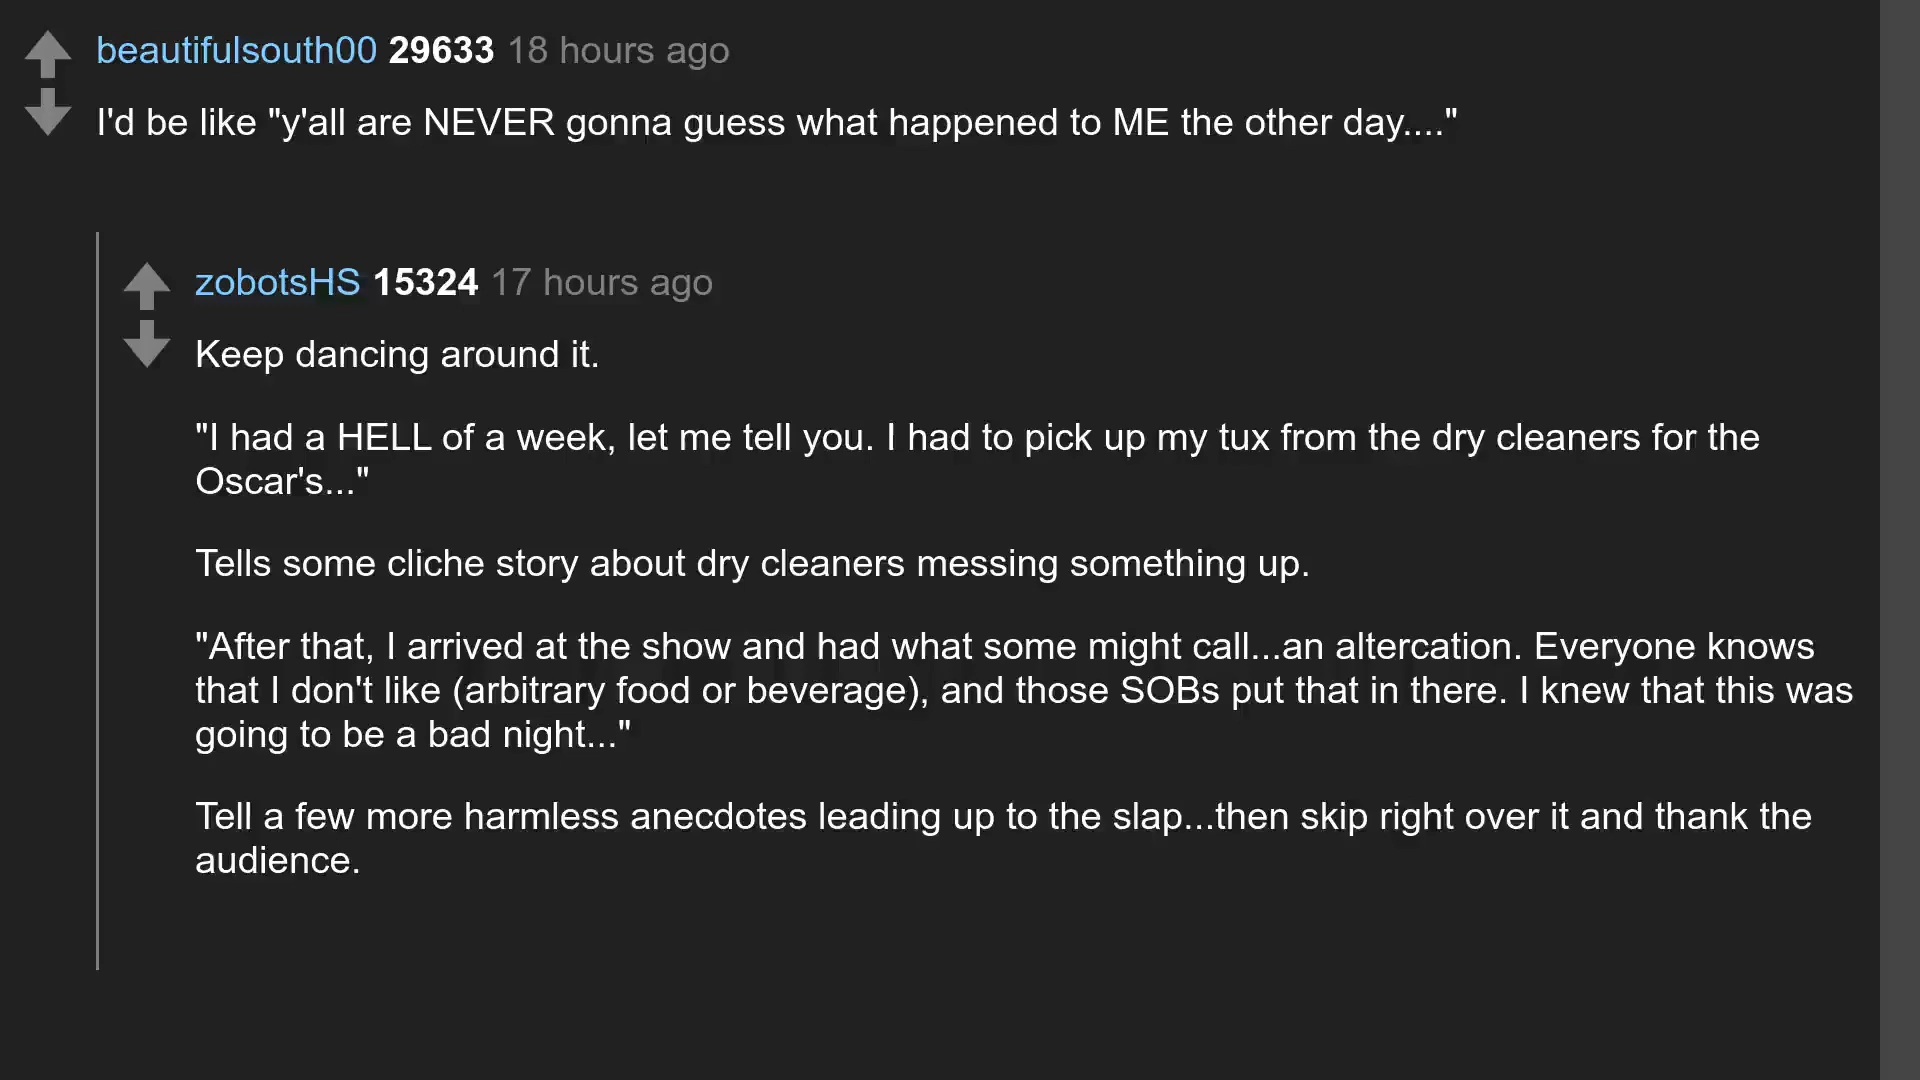 beautifulsouth00 29633 18 hours ago
I'd be like "y'all are NEVER gonna guess what happened to ME the other day...."
zobotsHS 15324 17 hours ago
Keep dancing around it.
"I had a HELL of a week, let me tell you. I had to pick up my tux from the dry cleaners for the
Oscar's..."
Tells some cliche story about dry cleaners messing something up.
"After that, I arrived at the show and had what some might call...an altercation. Everyone knows
that I don't like (arbitrary food or beverage), and those SOBs put that in there. I knew that this was
going to be a bad night..."
Tell a few more harmless anecdotes leading up to the slap...then skip right over it and thank the
audience.